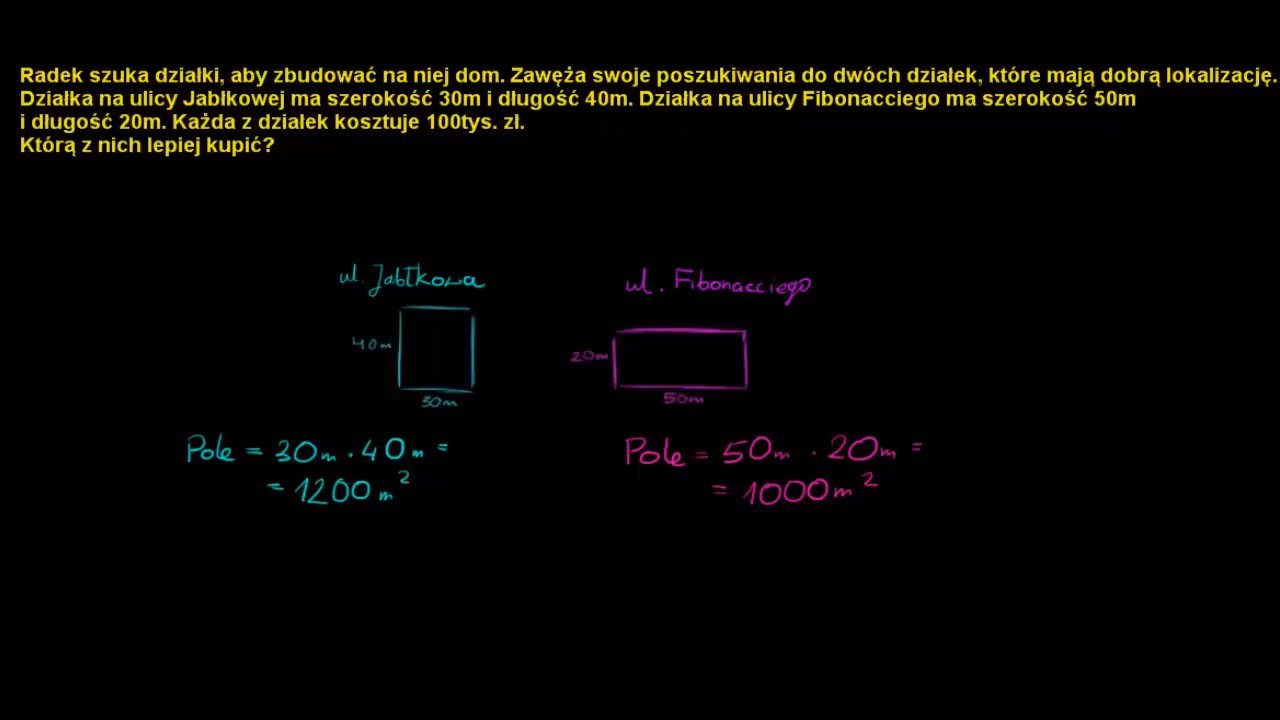 Radek szuka działki, aby zbudować na niej dom. Zawęża swoje poszukiwania do dwóch działek, które mają dobrą lokalizację.
Działka na ulicy Jabłkowej ma szerokość 30m i długość 40m. Działka na ulicy Fibonacciego ma szerokość 50m
i długość 20m. Każda z działek kosztuje 100tys. zł.
Którą z nich lepiej kupić?
ul. Jabłkowa
ul. Fibonacciego
40m
20m
30m
50m
Pole = 30m · 40m =
= 1200m²
Pole = 50m · 20m =
= 1000m²